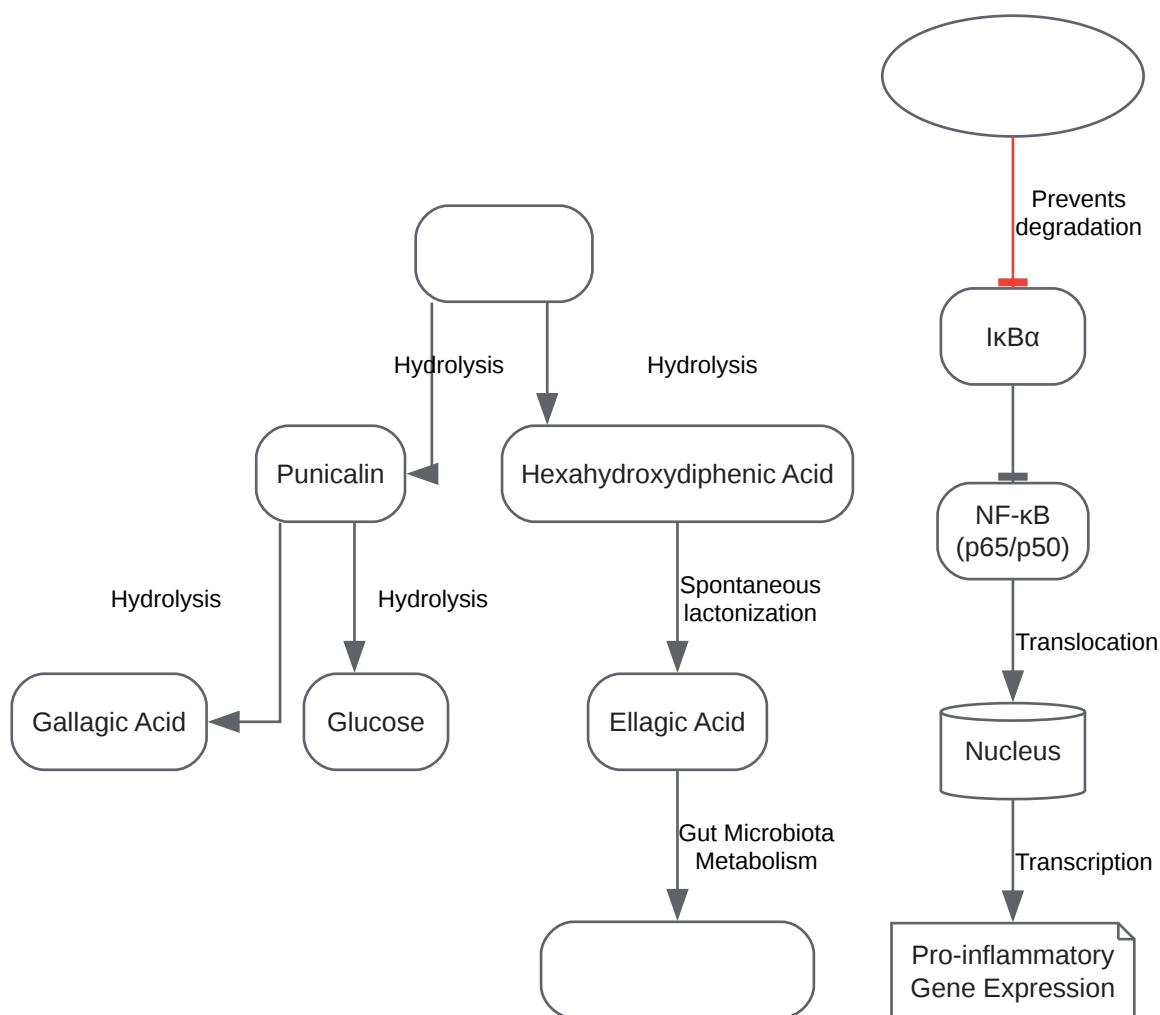 Prevents
degradation
IκBα
Hydrolysis
Hydrolysis
Punicalin
Hexahydroxydiphenic Acid
NF-κB
(p65/p50)
Hydrolysis
Hydrolysis
Spontaneous
lactonization
Translocation
Gallagic Acid
Glucose
Ellagic Acid
Nucleus
Gut Microbiota
Metabolism
Transcription
Pro-inflammatory
Gene Expression